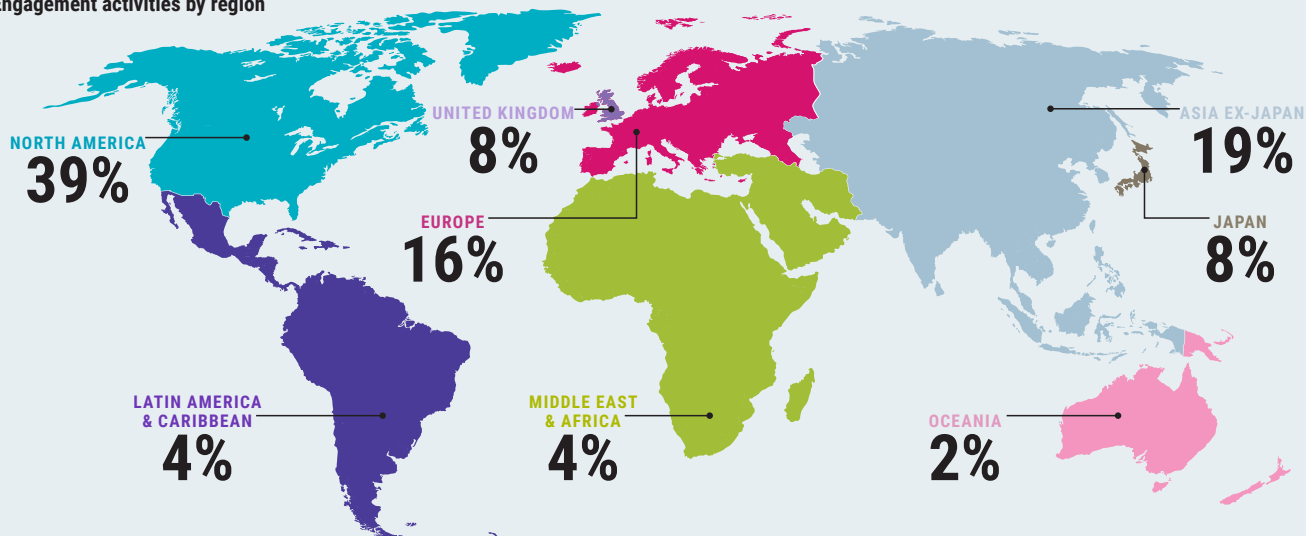 Engagement activities by region
NORTH AMERICA
39%
UNITED KINGDOM
8%
ASIA EX-JAPAN
19%
EUROPE
16%
JAPAN
8%
LATIN AMERICA
& CARIBBEAN
4%
MIDDLE EAST
& AFRICA
4%
OCEANIA
2%